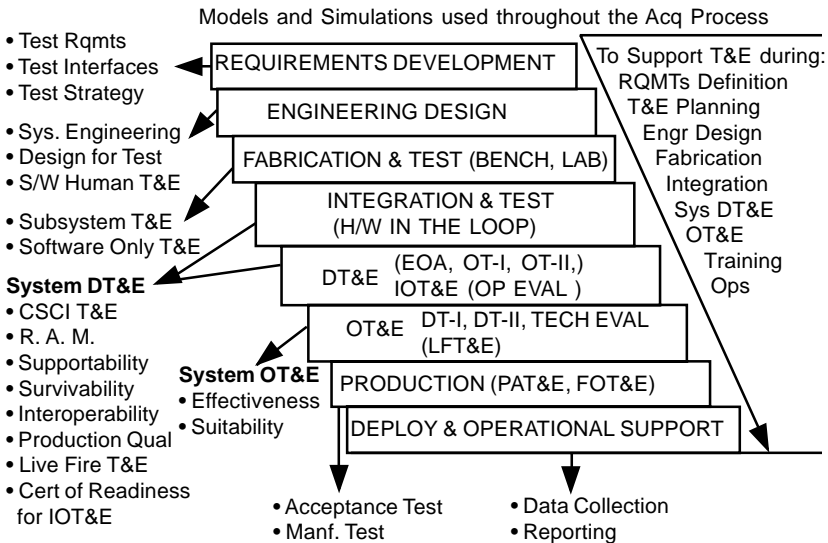 Models and Simulations used throughout the Acq Process
• Test Rqmts
• Test Interfaces
• Test Strategy
• Sys. Engineering
• Design for Test
• S/W Human T&E
• Subsystem T&E
• Software Only T&E
System DT&E
• CSCI T&E
• R. A. M.
• Supportability
• Survivability
• Interoperability
• Production Qual
• Live Fire T&E
• Cert of Readiness
for IOT&E
REQUIREMENTS DEVELOPMENT
ENGINEERING DESIGN
FABRICATION & TEST (BENCH, LAB)
INTEGRATION & TEST
(H/W IN THE LOOP)
DT&E (EOA, OT-I, OT-II,)
IOT&E (OP EVAL )
OT&E DT-I, DT-II, TECH EVAL
(LFT&E)
PRODUCTION (PAT&E, FOT&E)
DEPLOY & OPERATIONAL SUPPORT
System OT&E
• Effectiveness
• Suitability
• Acceptance Test
• Manf. Test
• Data Collection
• Reporting
To Support T&E during:
RQMTs Definition
T&E Planning
Engr Design
Fabrication
Integration
Sys DT&E
OT&E
Training
Ops